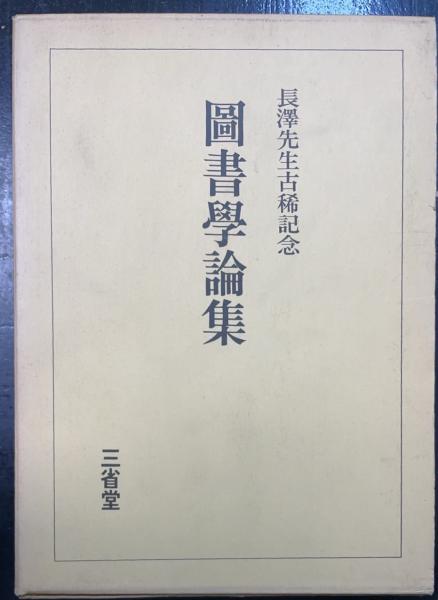 長澤先生古稀記念
圖書學論集
三省堂